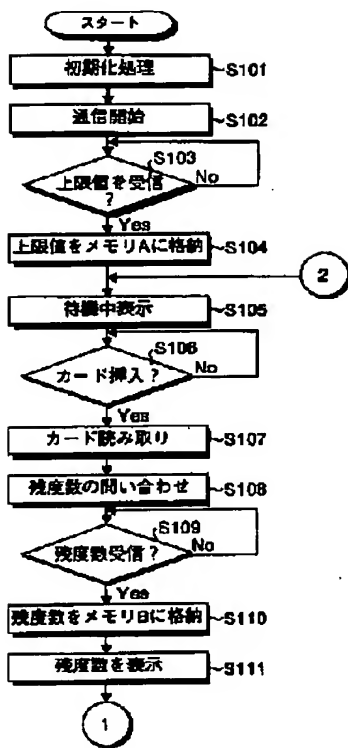 スタート
初期化処理 S101
通信開始 S102
S103
上限値を受信
?
No
Yes
上限値をメモリAに格納 S104
2
待機中表示 S105
S106
カード挿入?
No
Yes
カード読み取り S107
残度数の問い合わせ S108
S109
残度数受信?
No
Yes
残度数をメモリBに格納 S110
残度数を表示 S111
1